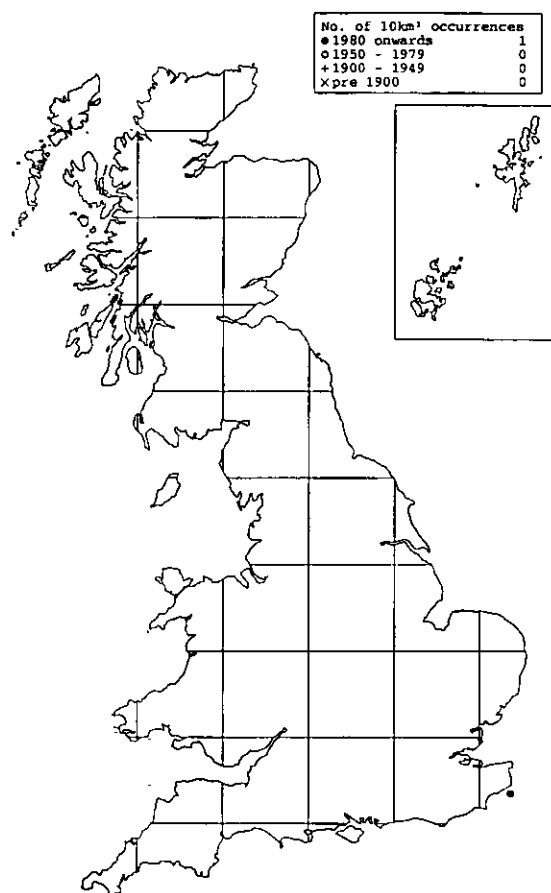 No. of 10km² occurrences
●1980 onwards 1
○1950 - 1979 0
+1900 - 1949 0
×pre 1900 0